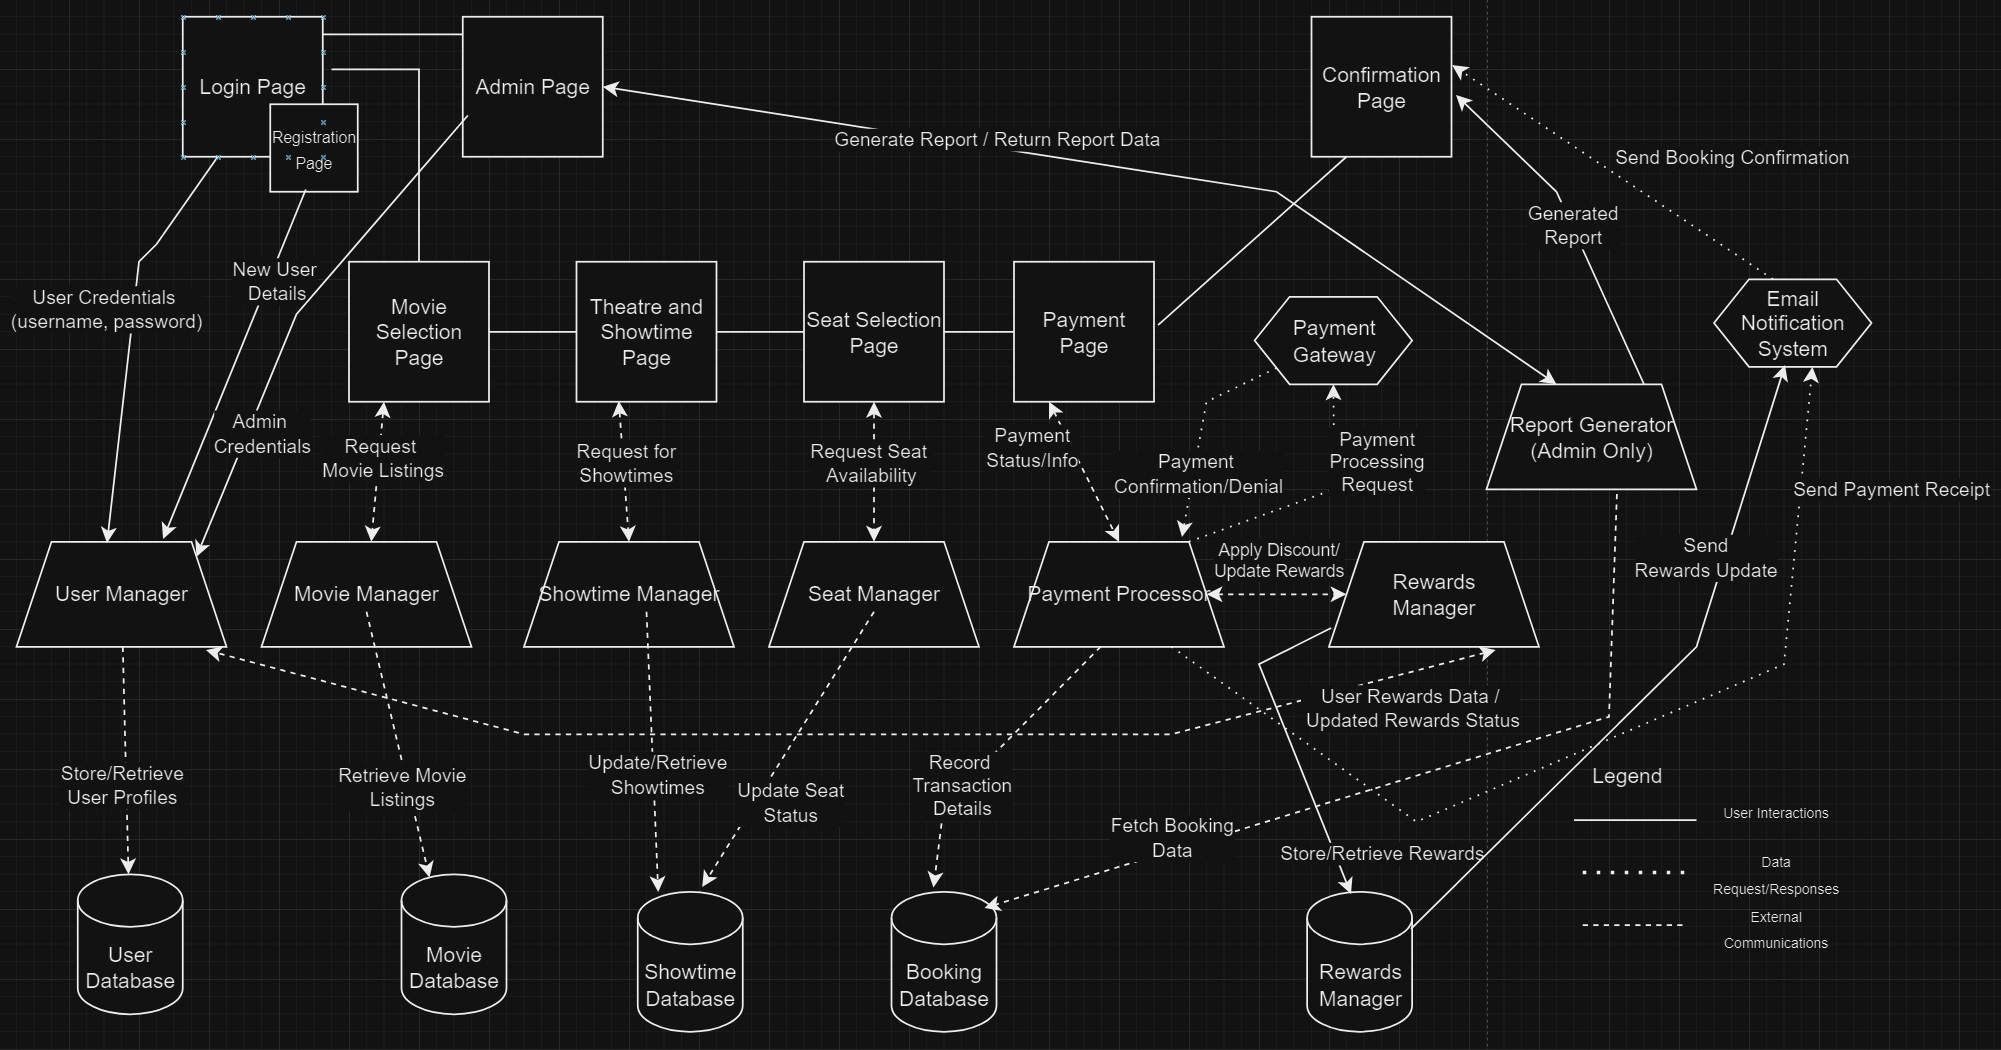 Login Page
Registration
Page
Admin Page
Confirmation
Page
Generate Report / Return Report Data
Send Booking Confirmation
Generated
Report
User Credentials
(username, password)
New User
Details
Admin
Credentials
Movie
Selection
Page
Theatre and
Showtime
Page
Seat Selection
Page
Payment
Page
Payment
Gateway
Email
Notification
System
Request
Movie Listings
Request for
Showtimes
Request Seat
Availability
Payment
Status/Info
Payment
Confirmation/Denial
Payment
Processing
Request
Report Generator
(Admin Only)
Send Payment Receipt
Send
Rewards Update
Apply Discount/
Update Rewards
User Manager
Movie Manager
Showtime Manager
Seat Manager
Payment Processor
Rewards
Manager
User Rewards Data /
Updated Rewards Status
Store/Retrieve
User Profiles
Retrieve Movie
Listings
Update/Retrieve
Showtimes
Update Seat
Status
Record
Transaction
Details
Fetch Booking
Data
Store/Retrieve Rewards
Legend
User Interactions
Data
Request/Responses
External
Communications
User
Database
Movie
Database
Showtime
Database
Booking
Database
Rewards
Manager